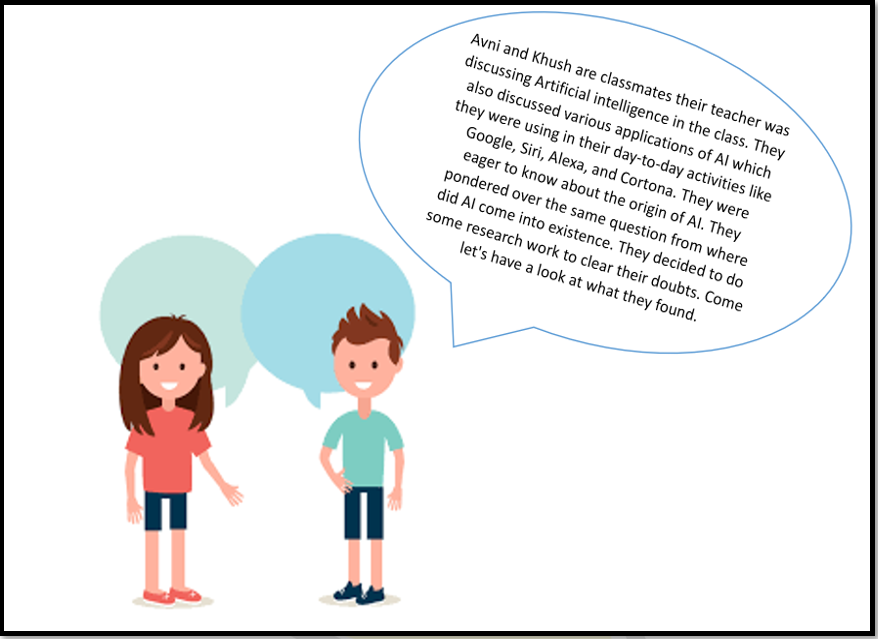 Avni and Khush are classmates their teacher was
discussing Artificial intelligence in the class. They
also discussed various applications of AI which
they were using in their day-to-day activities like
Google, Siri, Alexa, and Cortona. They were
eager to know about the origin of AI. They
pondered over the same question from where
did AI come into existence. They decided to do
some research work to clear their doubts. Come
let's have a look at what they found.